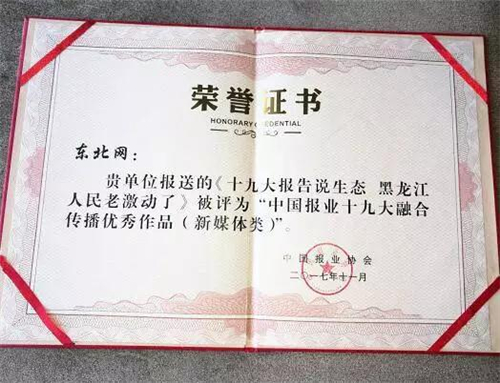 荣誉证书
HONORARY CREDENTIAL
东北网：
贵单位报送的《十九大报告说生态 黑龙江
人民老激动了》被评为“中国报业十九大融合
传播优秀作品（新媒体类）”。
中国报业协会
二〇一七年十一月